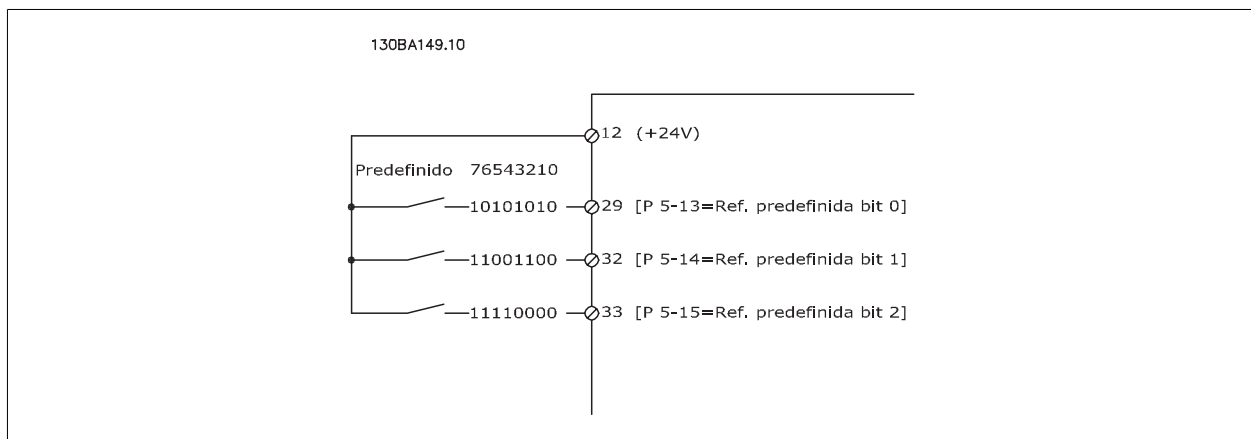 130BA149.10
12 (+24V)
Predefinido 76543210
10101010 29 [P 5-13=Ref. predefinida bit 0]
11001100 32 [P 5-14=Ref. predefinida bit 1]
11110000 33 [P 5-15=Ref. predefinida bit 2]